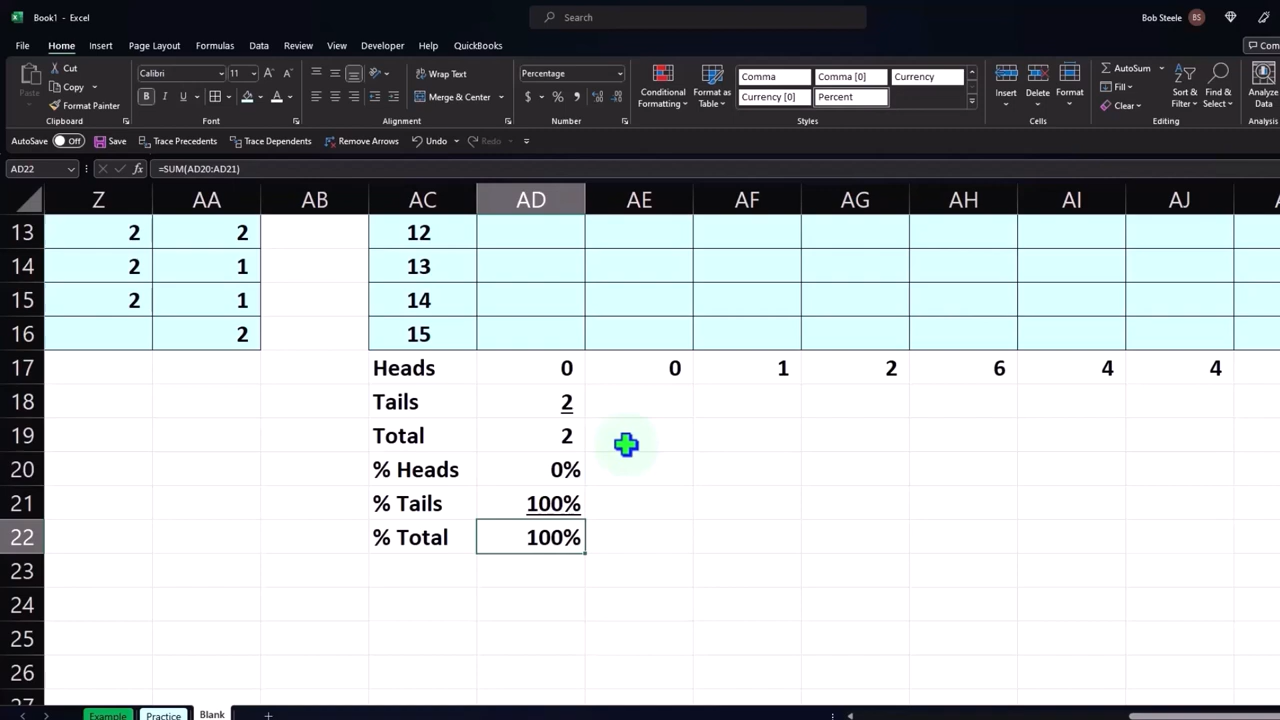 Book1 - Excel
Search
Bob Steele BS
File Home Insert Page Layout Formulas Data Review View Developer Help QuickBooks
Paste
Cut
Copy
Format Painter
Clipboard
Calibri 11
B I U
Font
Wrap Text
Merge & Center
Alignment
Percentage
$ % ,
Number
Conditional Formatting
Format as Table
Comma Comma [0] Currency
Currency [0] Percent
Styles
Insert Delete Format
Cells
AutoSum
Fill
Clear
Sort & Filter
Find & Select
Editing
Analyze Data
Analysis
AutoSave Off Save Trace Precedents Trace Dependents Remove Arrows Undo Redo
AD22 fx =SUM(AD20:AD21)
Z AA AB AC AD AE AF AG AH AI AJ
13 2 2 12
14 2 1 13
15 2 1 14
16 2 15
17 Heads 0 0 1 2 6 4 4
18 Tails 2
19 Total 2
20 % Heads 0%
21 % Tails 100%
22 % Total 100%
23
24
25
26
27
Example Practice Blank